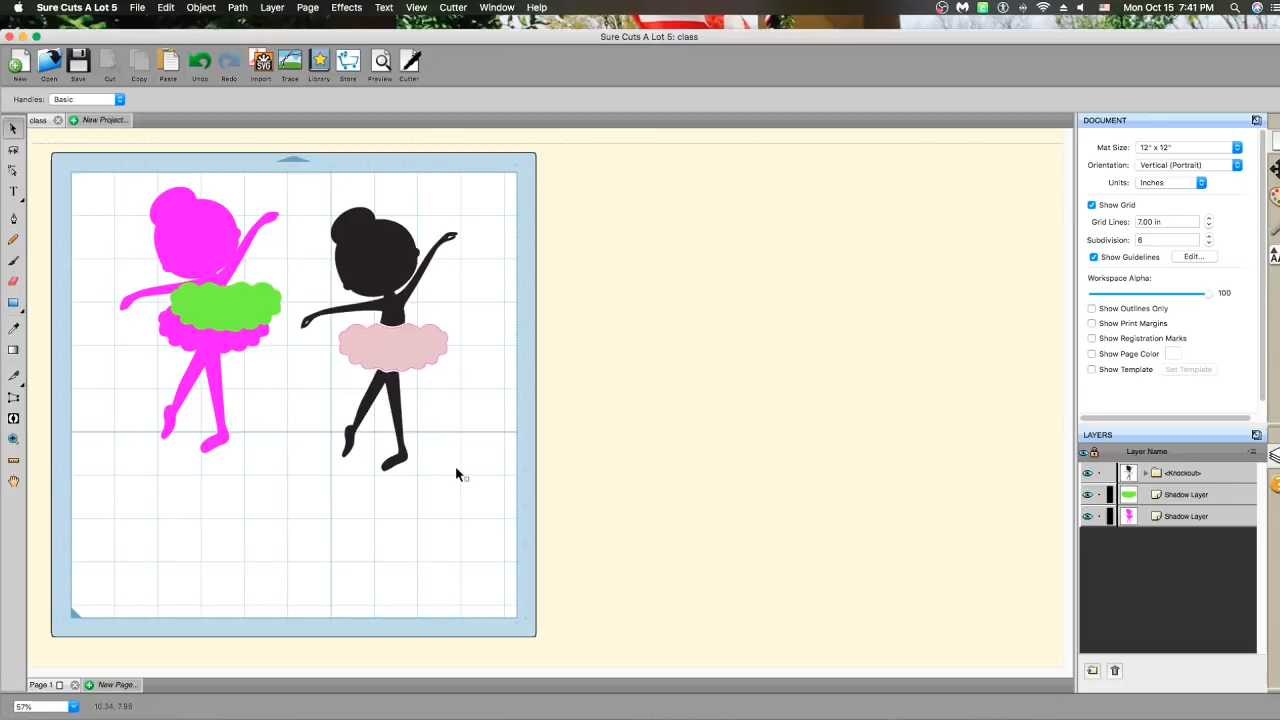 Sure Cuts A Lot 5 File Edit Object Path Layer Page Effects Text View Cutter Window Help Mon Oct 15 7:41 PM
Sure Cuts A Lot 5: class
New Open Save Cut Copy Paste Undo Redo Import Trace Library Store Preview Cutter
SVG
Handles: Basic
class New Project...
DOCUMENT
Mat Size: 12" x 12"
Orientation: Vertical (Portrait)
Units: Inches
Show Grid
Grid Lines: 7.00 in
Subdivision: 6
Show Guidelines Edit...
Workspace Alpha:
100
Show Outlines Only
Show Print Margins
Show Registration Marks
Show Page Color
Show Template Set Template
LAYERS
Layer Name
<Knockout>
Shadow Layer
Shadow Layer
Page 1 New Page...
57% 10.34, 7.95